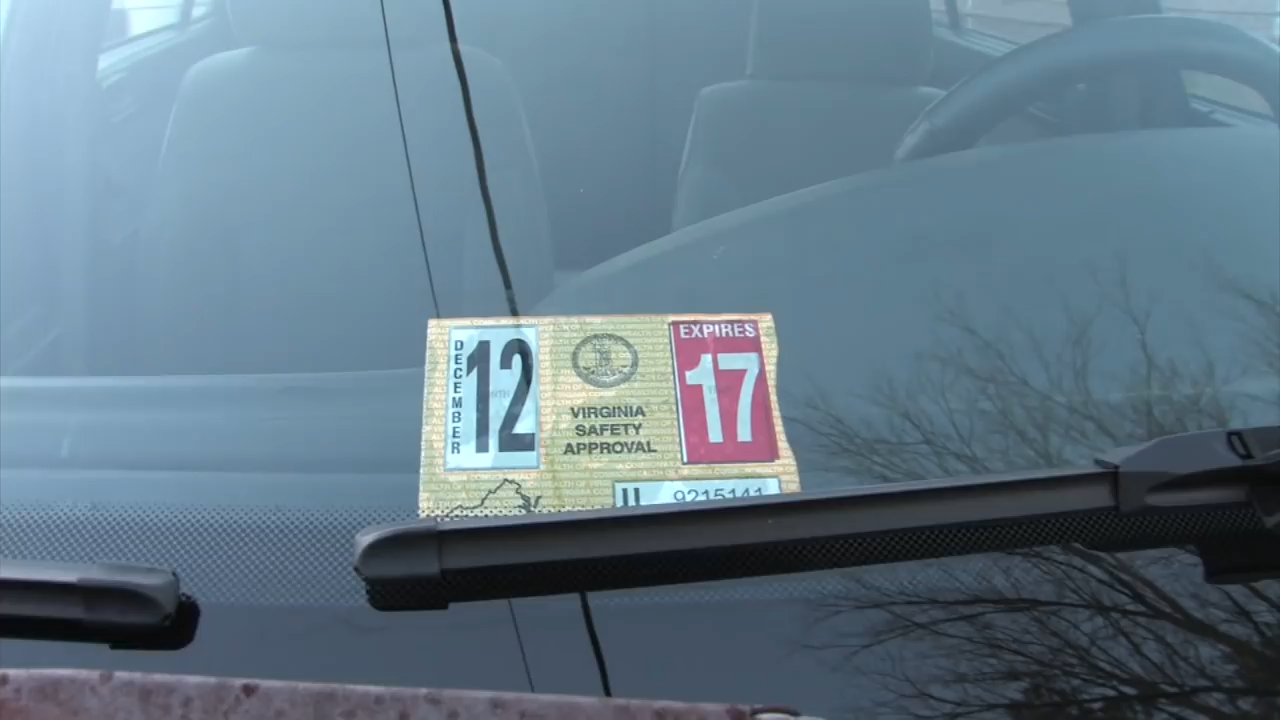 DECEMBER
12
VIRGINIA
SAFETY
APPROVAL
EXPIRES
17
U 9215141